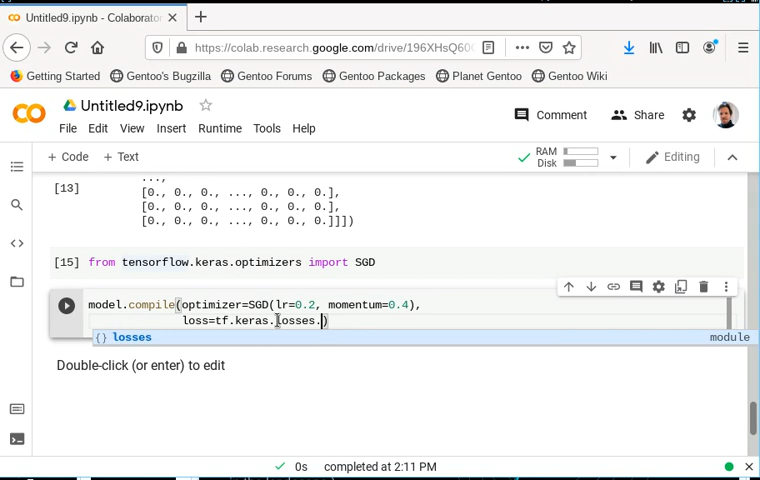 Untitled9.ipynb - Colaborator
https://colab.research.google.com/drive/196XHsQ60
Getting Started Gentoo's Bugzilla Gentoo Forums Gentoo Packages Planet Gentoo Gentoo Wiki
Untitled9.ipynb
File Edit View Insert Runtime Tools Help
Comment Share
+ Code + Text
RAM
Disk
Editing
...,
[13] [0., 0., 0., ..., 0., 0., 0.],
[0., 0., 0., ..., 0., 0., 0.],
[0., 0., 0., ..., 0., 0., 0.]]])
[15] from tensorflow.keras.optimizers import SGD
model.compile(optimizer=SGD(lr=0.2, momentum=0.4),
loss=tf.keras.losses.)
{} losses module
Double-click (or enter) to edit
0s completed at 2:11 PM